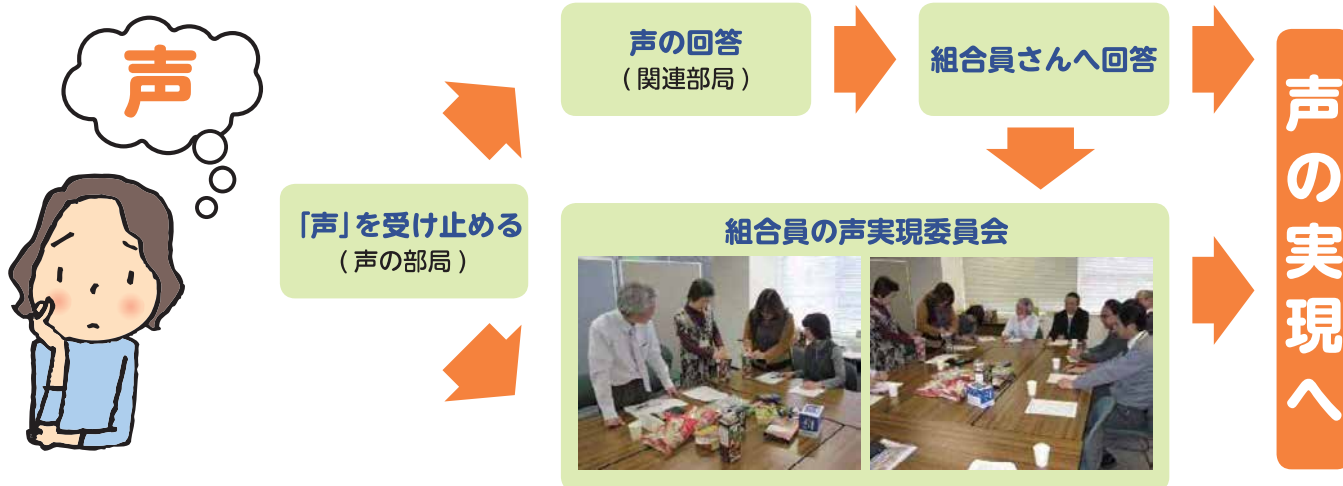 声
「声」を受け止める
(声の部局)
声の回答
(関連部局)
組合員さんへ回答
組合員の声実現委員会
声の実現へ